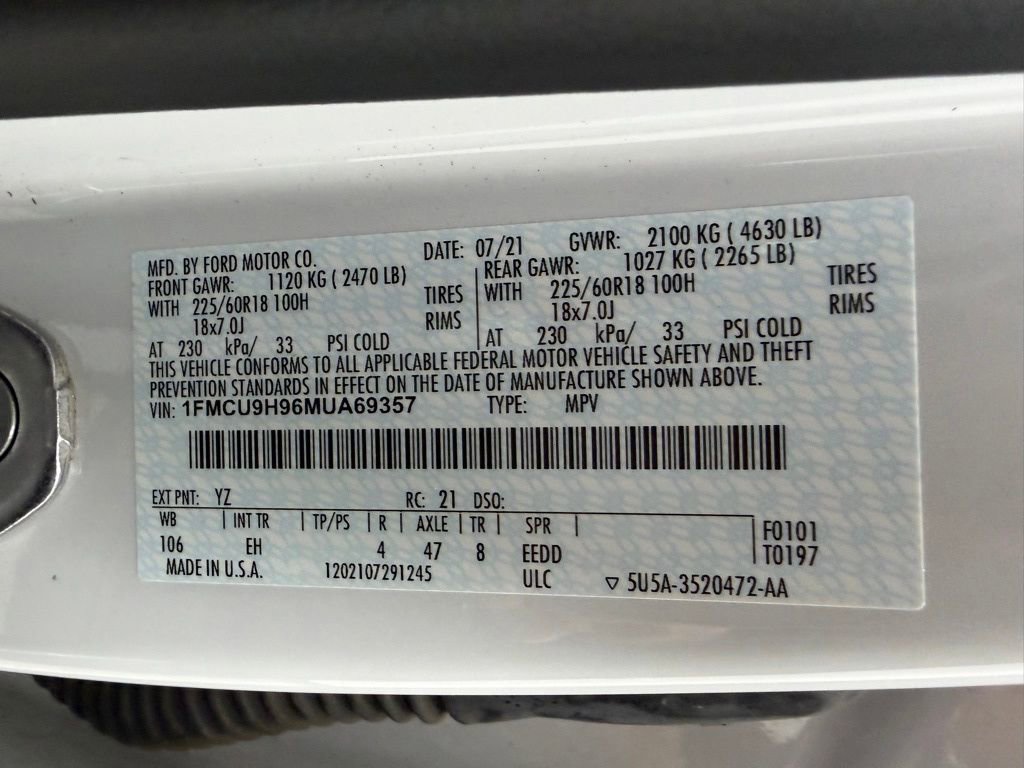 MFD. BY FORD MOTOR CO. DATE: 07/21 GVWR: 2100 KG ( 4630 LB)
FRONT GAWR: 1120 KG ( 2470 LB) REAR GAWR: 1027 KG ( 2265 LB)
WITH 225/60R18 100H TIRES WITH 225/60R18 100H TIRES
18x7.0J RIMS 18x7.0J RIMS
AT 230 kPa/ 33 PSI COLD AT 230 kPa/ 33 PSI COLD
THIS VEHICLE CONFORMS TO ALL APPLICABLE FEDERAL MOTOR VEHICLE SAFETY AND THEFT
PREVENTION STANDARDS IN EFFECT ON THE DATE OF MANUFACTURE SHOWN ABOVE.
VIN: 1FMCU9H96MUA69357 TYPE: MPV
EXT PNT: YZ RC: 21 DSO:
WB | INT TR | TP/PS | R | AXLE | TR | SPR | F0101
106 EH 4 47 8 EEDD T0197
MADE IN U.S.A. 1202107291245 ULC ▽ 5U5A-3520472-AA